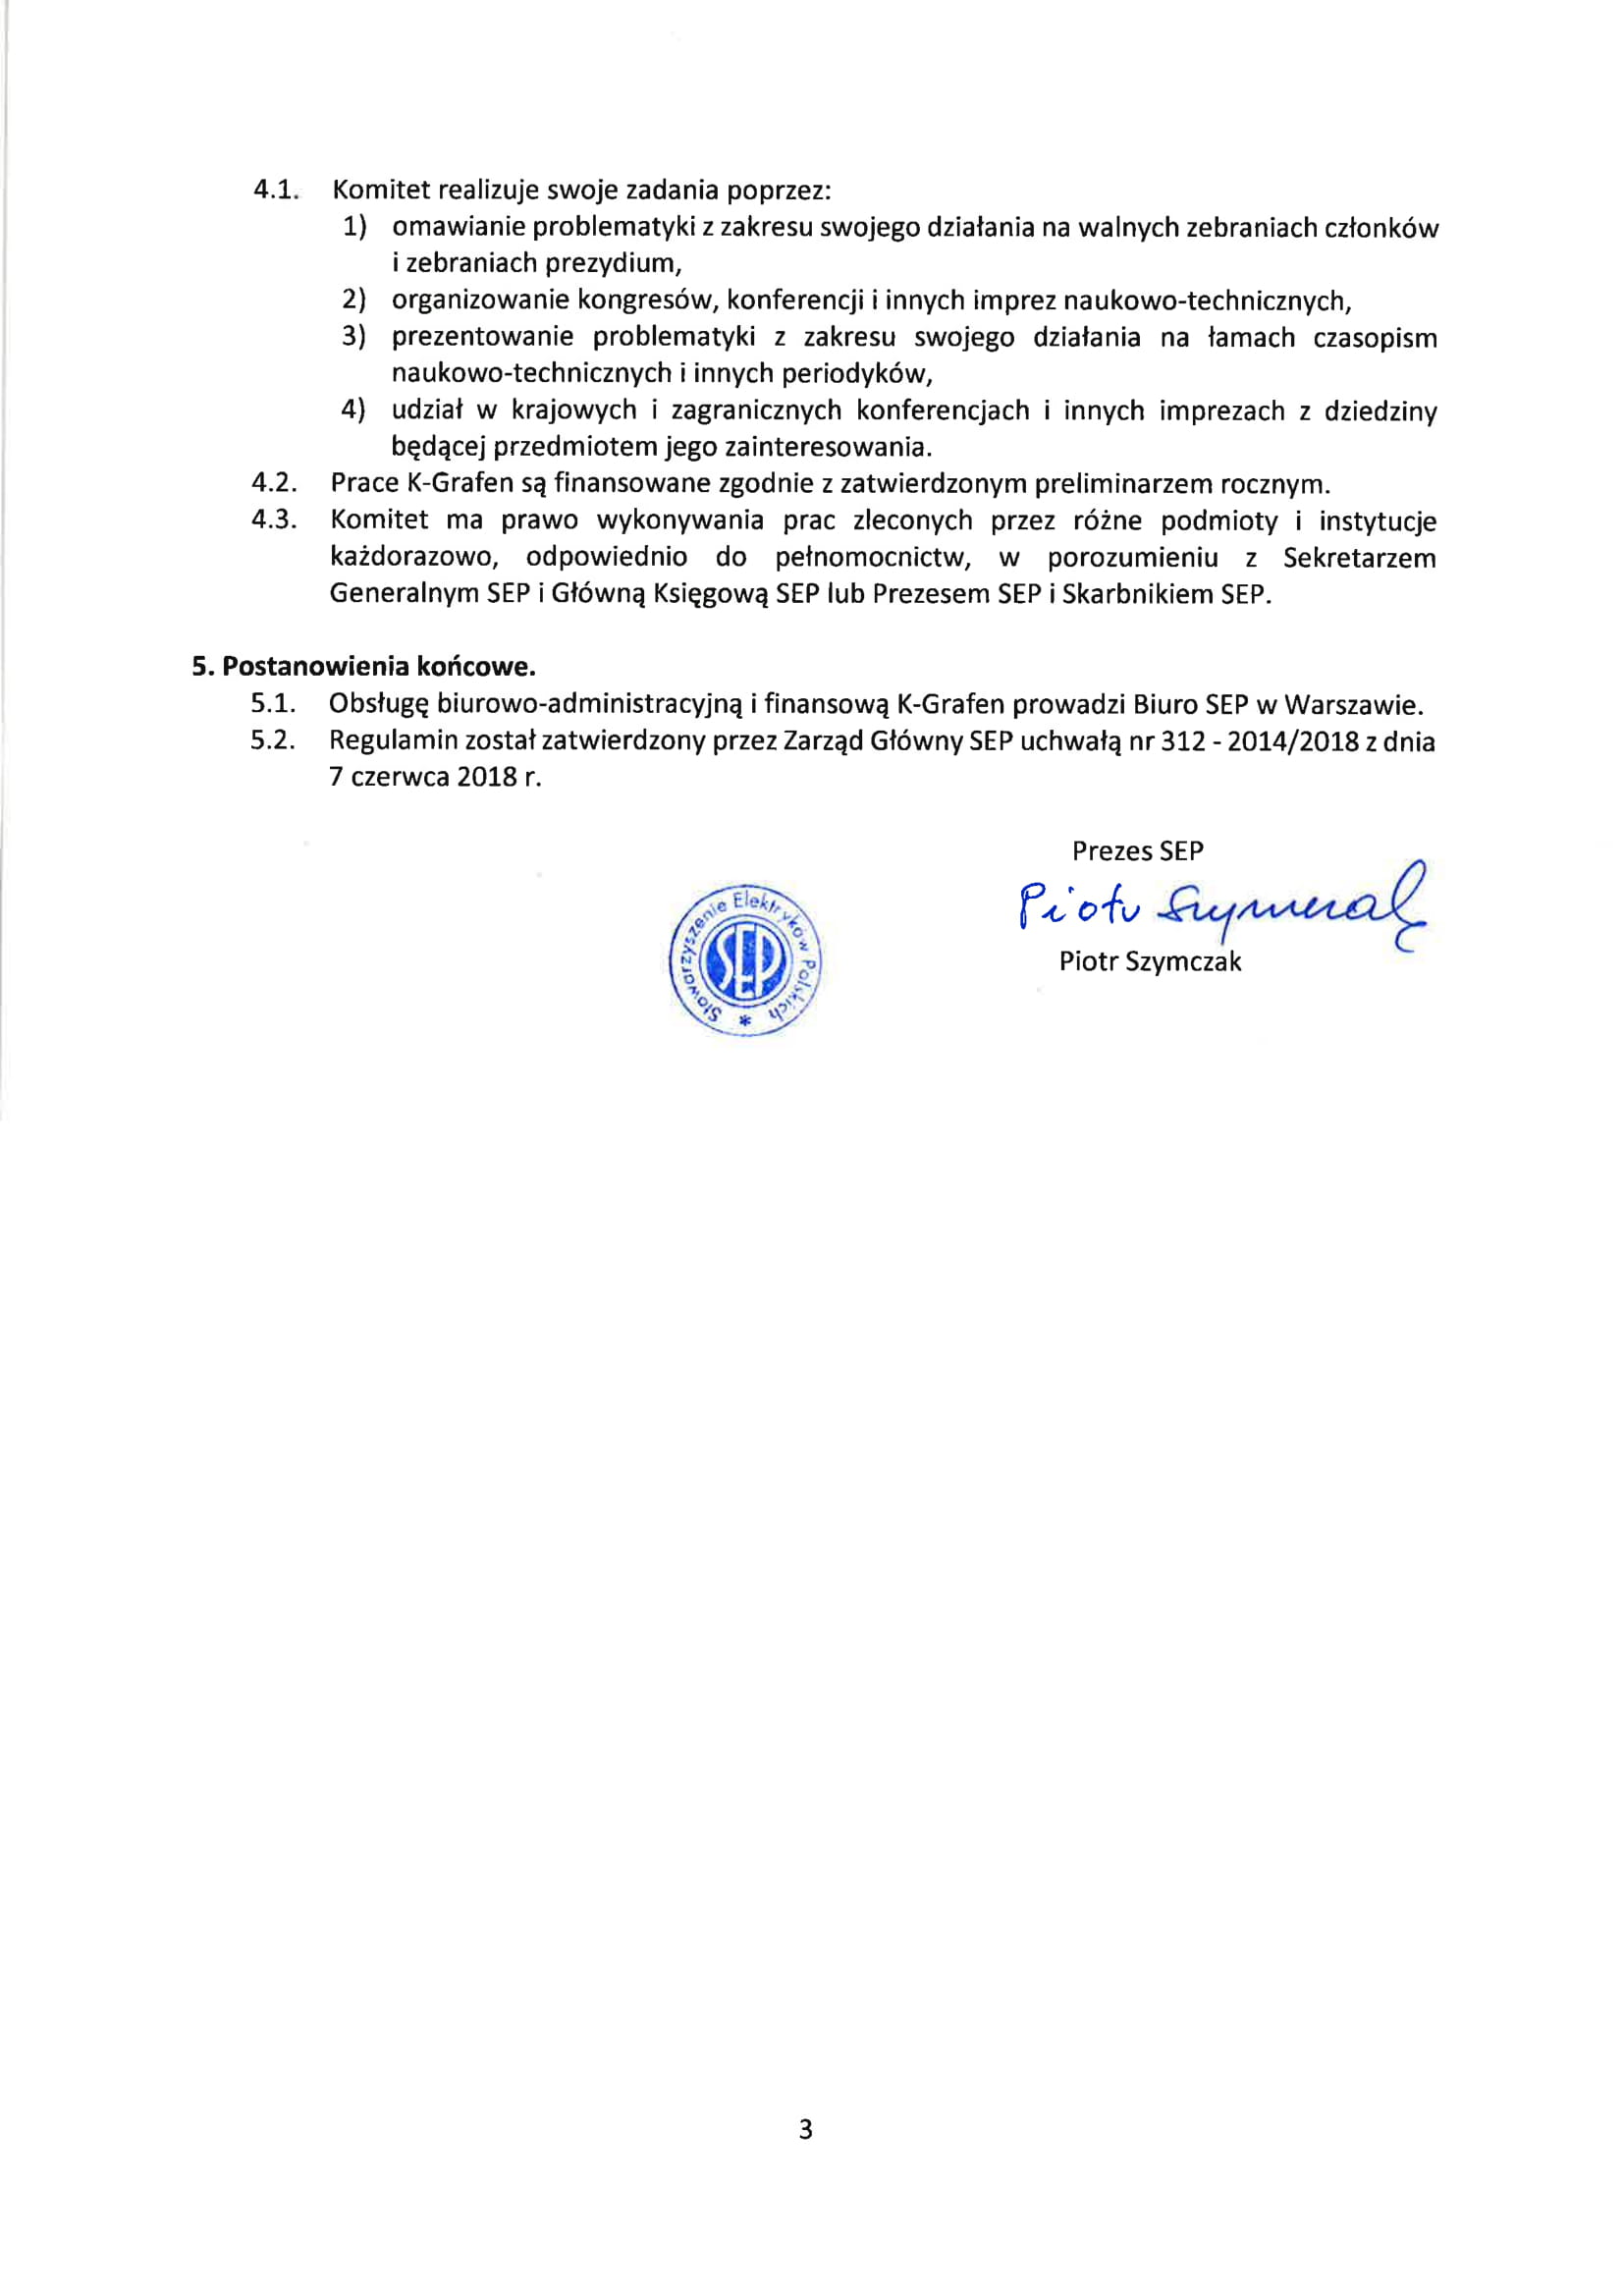 4.1. Komitet realizuje swoje zadania poprzez:
1) omawianie problematyki z zakresu swojego działania na walnych zebraniach członków
i zebraniach prezydium,
2) organizowanie kongresów, konferencji i innych imprez naukowo-technicznych,
3) prezentowanie problematyki z zakresu swojego działania na łamach czasopism
naukowo-technicznych i innych periodyków,
4) udział w krajowych i zagranicznych konferencjach i innych imprezach z dziedziny
będącej przedmiotem jego zainteresowania.
4.2. Prace K-Grafen są finansowane zgodnie z zatwierdzonym preliminarzem rocznym.
4.3. Komitet ma prawo wykonywania prac zleconych przez różne podmioty i instytucje
każdorazowo, odpowiednio do pełnomocnictw, w porozumieniu z Sekretarzem
Generalnym SEP i Główną Księgową SEP lub Prezesem SEP i Skarbnikiem SEP.
5. Postanowienia końcowe.
5.1. Obsługę biurowo-administracyjną i finansową K-Grafen prowadzi Biuro SEP w Warszawie.
5.2. Regulamin został zatwierdzony przez Zarząd Główny SEP uchwałą nr 312 - 2014/2018 z dnia
7 czerwca 2018 r.
Prezes SEP
Piotr Szymczak
Stowarzyszenie Elektryków Polskich *
SEP
Piotr Szymczak
3